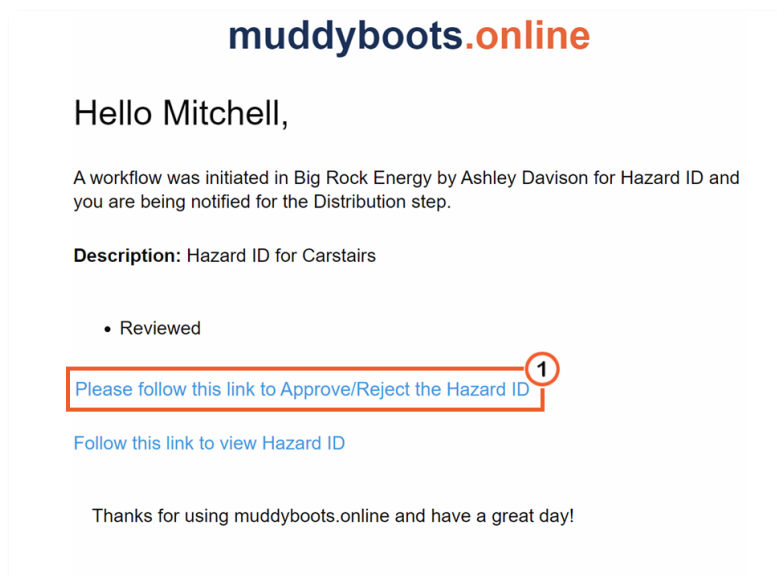 muddyboots.online
Hello Mitchell,
A workflow was initiated in Big Rock Energy by Ashley Davison for Hazard ID and
you are being notified for the Distribution step.
Description: Hazard ID for Carstairs
• Reviewed
1
Please follow this link to Approve/Reject the Hazard ID
Follow this link to view Hazard ID
Thanks for using muddyboots.online and have a great day!